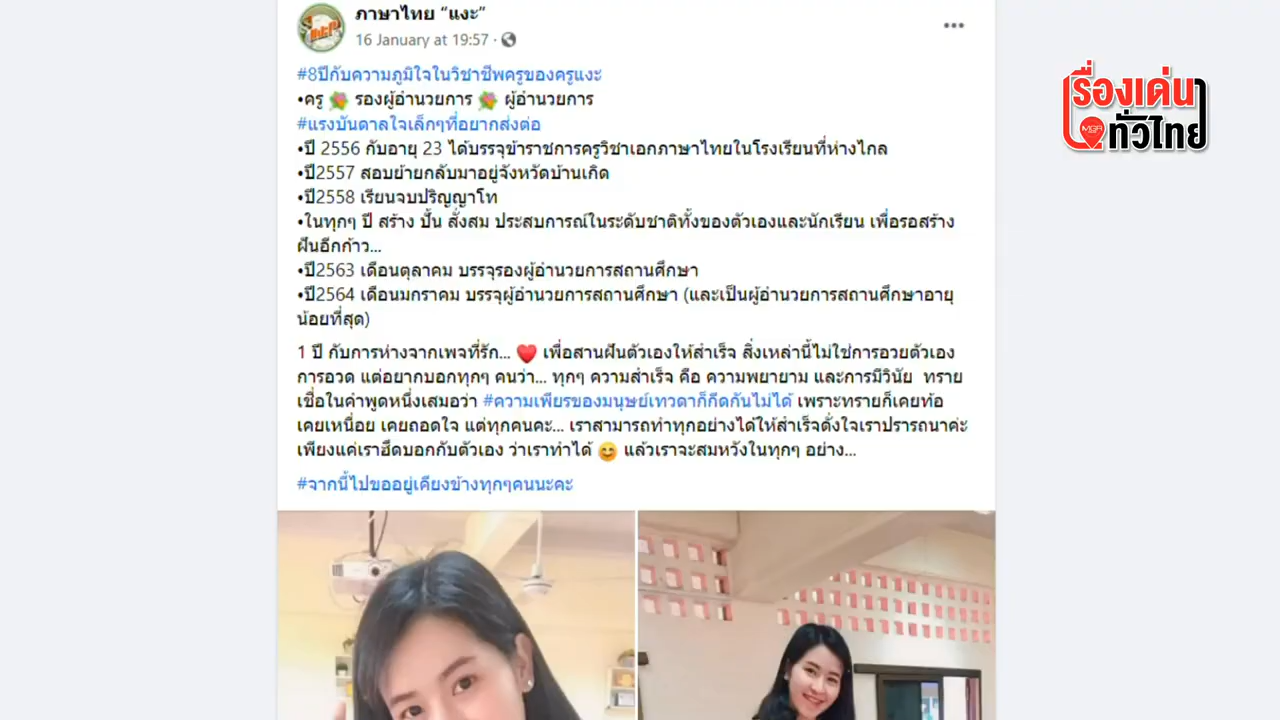 ภาษาไทย “แงะ”
16 January at 19:57 ·
เรื่องเด่น
ทั่วไทย
MGR
#8ปีกับความภูมิใจในวิชาชีพครูของครูแงะ
•ครู 💐 รองผู้อำนวยการ 💐 ผู้อำนวยการ
#แรงบันดาลใจเล็กๆที่อยากส่งต่อ
•ปี 2556 กับอายุ 23 ได้บรรจุข้าราชการครูวิชาเอกภาษาไทยในโรงเรียนที่ห่างไกล
•ปี2557 สอบย้ายกลับมาอยู่จังหวัดบ้านเกิด
•ปี2558 เรียนจบปริญญาโท
•ในทุกๆ ปี สร้าง ปั้น สั่งสม ประสบการณ์ในระดับชาติทั้งของตัวเองและนักเรียน เพื่อรอสร้าง
ฝันอีกก้าว...
•ปี2563 เดือนตุลาคม บรรจุรองผู้อำนวยการสถานศึกษา
•ปี2564 เดือนมกราคม บรรจุผู้อำนวยการสถานศึกษา (และเป็นผู้อำนวยการสถานศึกษาอายุ
น้อยที่สุด)
1 ปี กับการห่างจากเพจที่รัก... ❤️ เพื่อสานฝันตัวเองให้สำเร็จ สิ่งเหล่านี้ไม่ใช่การอวยตัวเอง
การอวด แต่อยากบอกทุกๆ คนว่า... ทุกๆ ความสำเร็จ คือ ความพยายาม และการมีวินัย ทราย
เชื่อในคำพูดหนึ่งเสมอว่า #ความเพียรของมนุษย์เทวดาก็กีดกันไม่ได้ เพราะทรายก็เคยท้อ
เคยเหนื่อย เคยถอดใจ แต่ทุกคนคะ... เราสามารถทำทุกอย่างได้ให้สำเร็จดั่งใจเราปรารถนาค่ะ
เพียงแค่เราฮึดบอกกับตัวเอง ว่าเราทำได้ 😊 แล้วเราจะสมหวังในทุกๆ อย่าง...
#จากนี้ไปขออยู่เคียงข้างทุกๆคนนะคะ